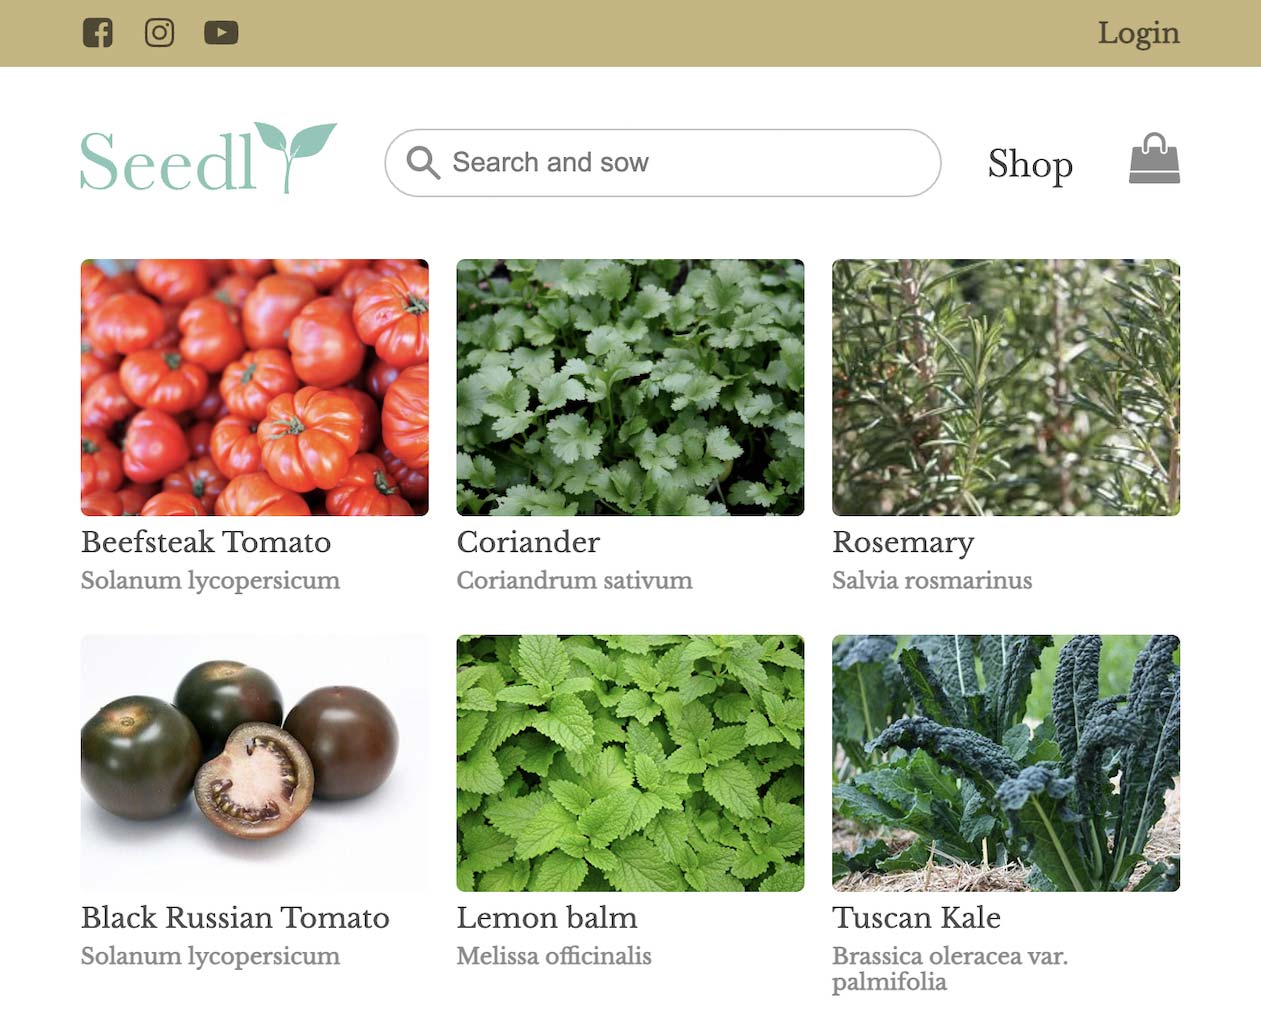 Login
Seedly
Search and sow
Shop
Beefsteak Tomato
Solanum lycopersicum
Coriander
Coriandrum sativum
Rosemary
Salvia rosmarinus
Black Russian Tomato
Solanum lycopersicum
Lemon balm
Melissa officinalis
Tuscan Kale
Brassica oleracea var.
palmifolia